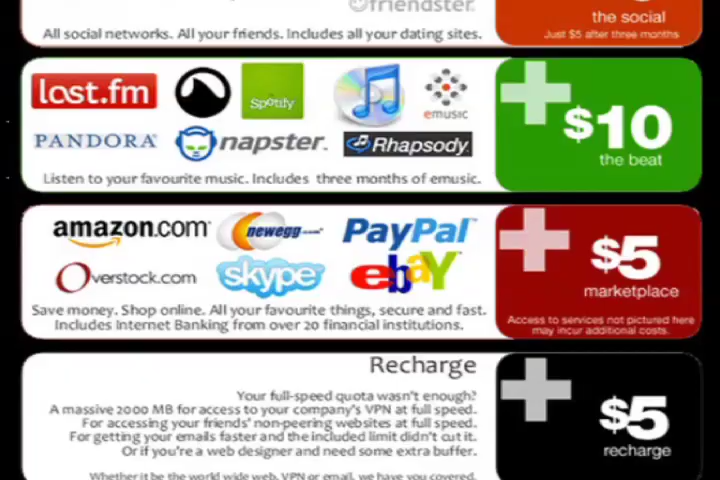 friendster.
All social networks. All your friends. Includes all your dating sites.
the social
Just $5 after three months
last.fm
Spotify
emusic
PANDORA
napster.
Rhapsody
Listen to your favourite music. Includes three months of emusic.
+
$10
the beat
amazon.com
newegg.com
PayPal
Overstock.com
skype
ebaY
Save money. Shop online. All your favourite things, secure and fast.
Includes Internet Banking from over 20 financial institutions.
+
$5
marketplace
Access to services not pictured here
may incur additional costs.
Recharge
Your full-speed quota wasn't enough?
A massive 2000 MB for access to your company's VPN at full speed.
For accessing your friends' non-peering websites at full speed.
For getting your emails faster and the included limit didn't cut it.
Or if you're a web designer and need some extra buffer.
Whether it be the world wide web, VPN or email, we have you covered.
+
$5
recharge